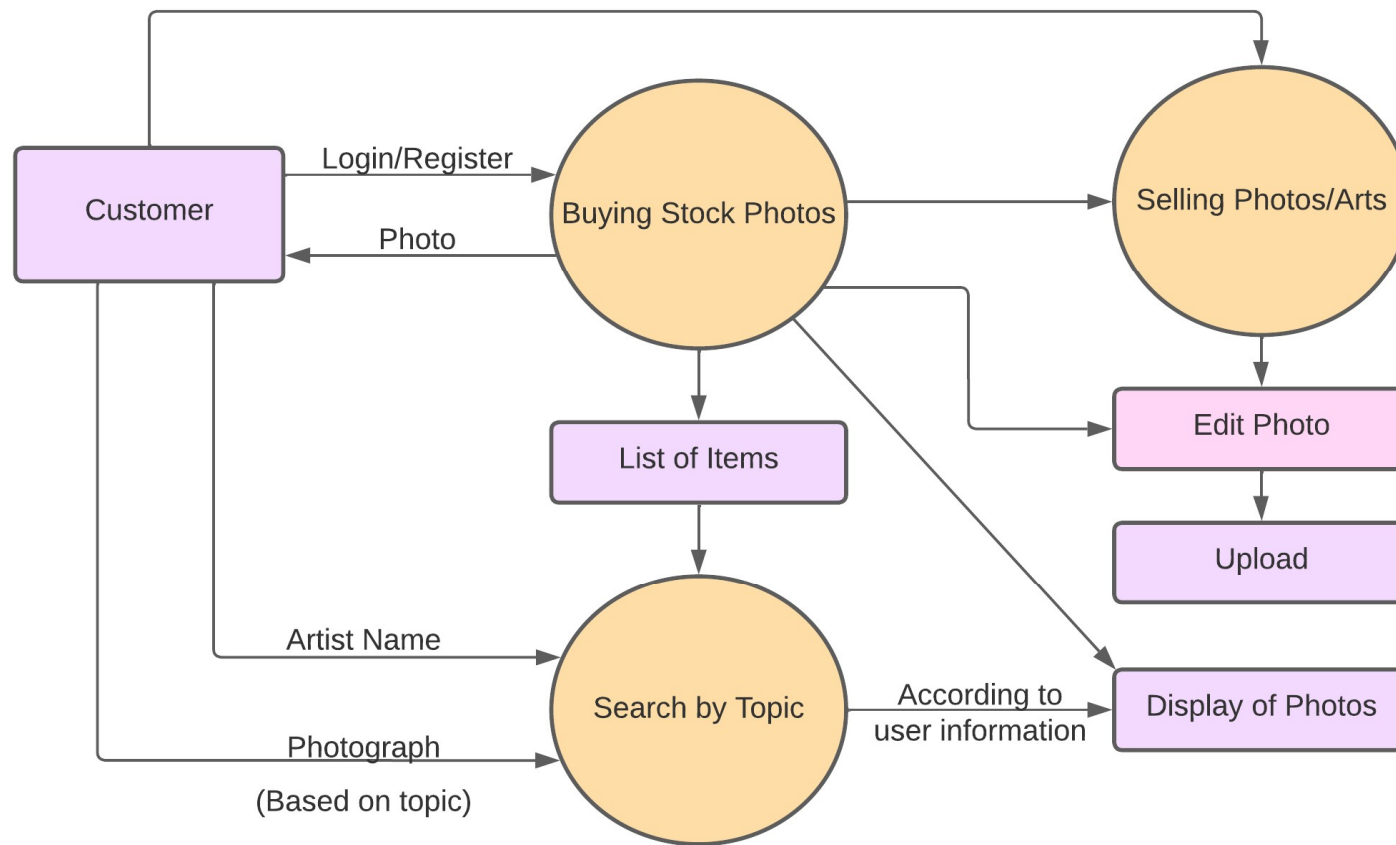 Login/Register
Customer
Buying Stock Photos
Selling Photos/Arts
Photo
List of Items
Edit Photo
Upload
Artist Name
Search by Topic
According to
user information
Display of Photos
Photograph
(Based on topic)